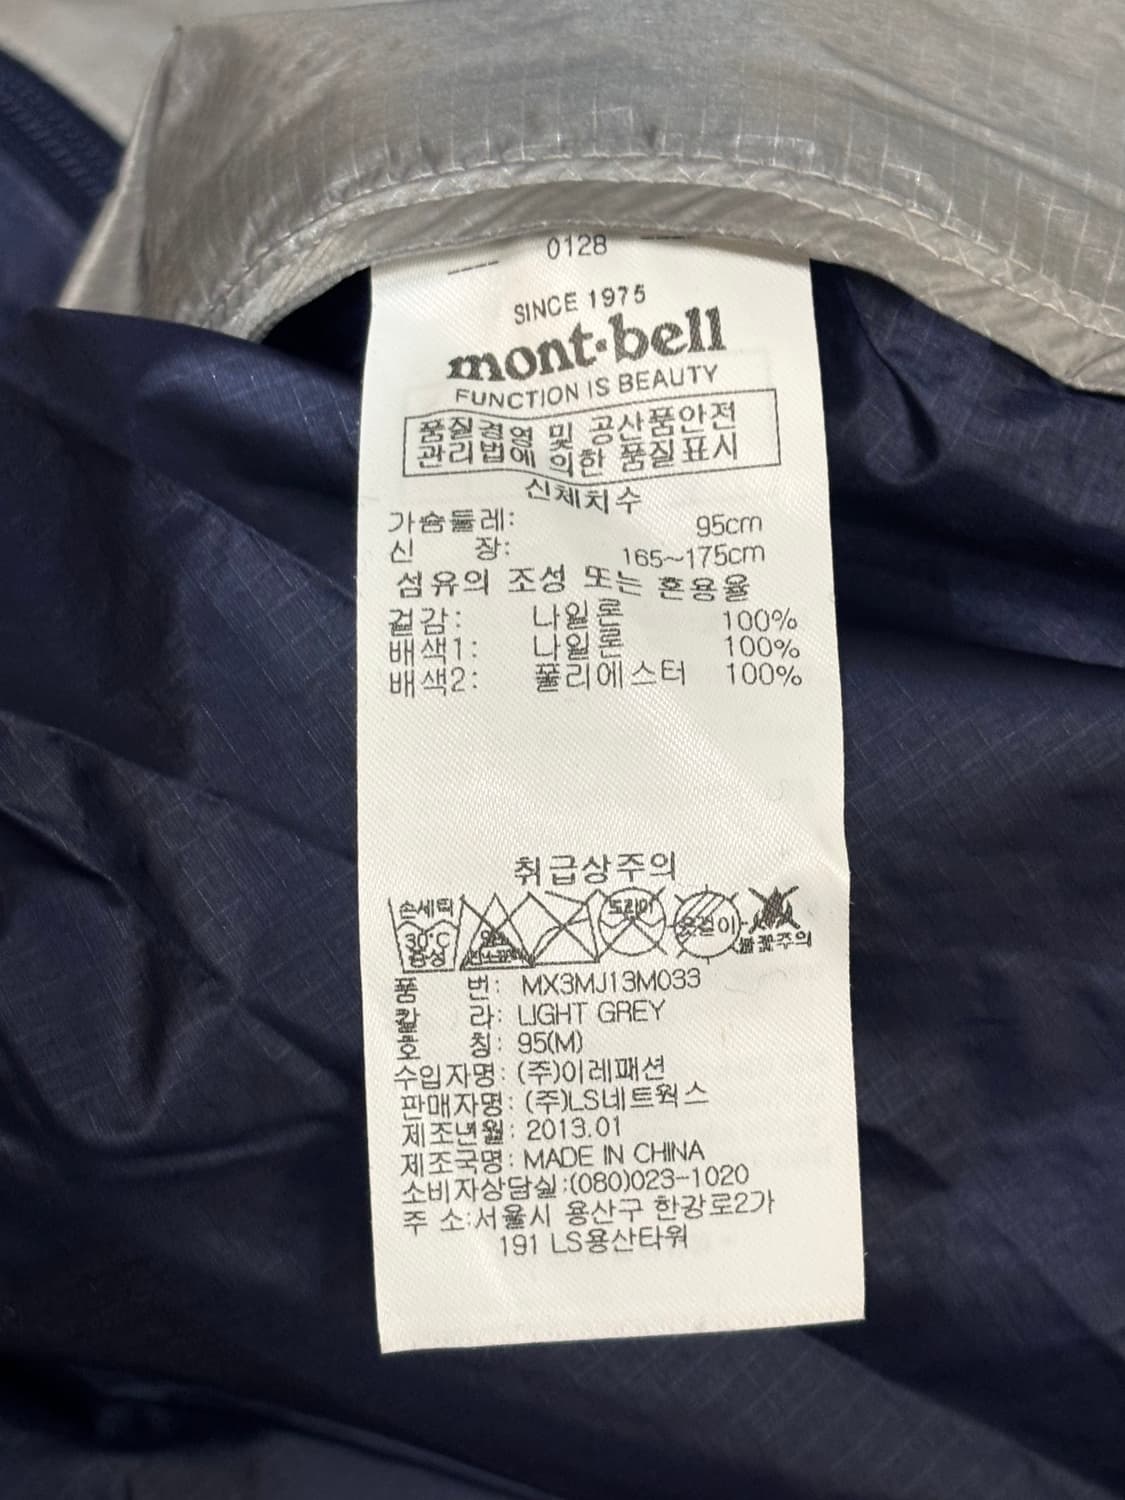 0128
SINCE 1975
mont·bell
FUNCTION IS BEAUTY
품질경영 및 공산품안전
관리법에 의한 품질표시
신체치수
가슴둘레: 95cm
신 장: 165~175cm
섬유의 조성 또는 혼용율
겉감: 나일론 100%
배색1: 나일론 100%
배색2: 폴리에스터 100%
취급상주의
손세탁 드라이
30°C 중성 옷걸이 불꽃주의
품 번: MX3MJ13M033
칼 라: LIGHT GREY
호 칭: 95(M)
수입자명: (주)이레패션
판매자명: (주)LS네트웍스
제조년월: 2013.01
제조국명: MADE IN CHINA
소비자상담실:(080)023-1020
주 소:서울시 용산구 한강로2가
191 LS용산타워